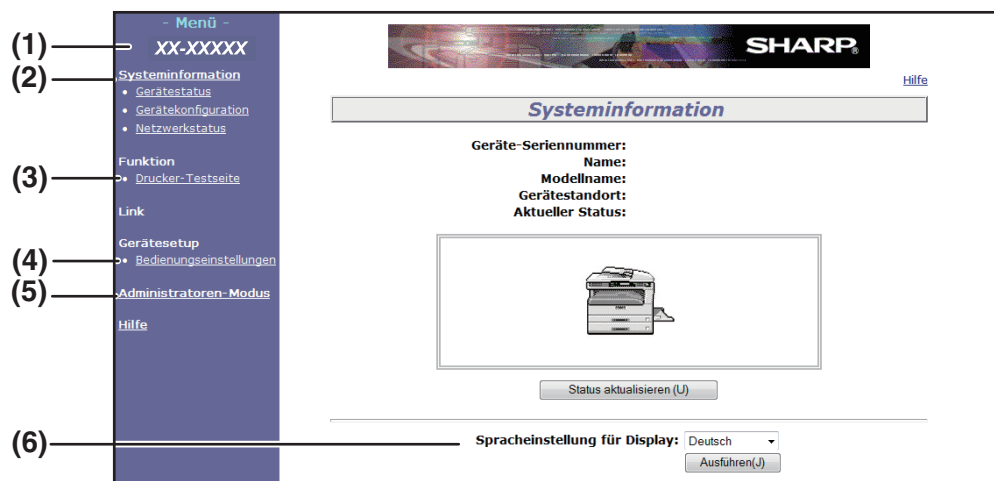 - Menü -
(1)
XX-XXXXX
(2)
Systeminformation
• Gerätestatus
• Gerätekonfiguration
• Netzwerkstatus
Funktion
(3)
• Drucker-Testseite
Link
Gerätesetup
(4)
• Bedienungseinstellungen
(5)
Administratoren-Modus
Hilfe
SHARP®
Hilfe
Systeminformation
Geräte-Seriennummer:
Name:
Modellname:
Gerätestandort:
Aktueller Status:
Status aktualisieren (U)
(6)
Spracheinstellung für Display: Deutsch
Ausführen(J)